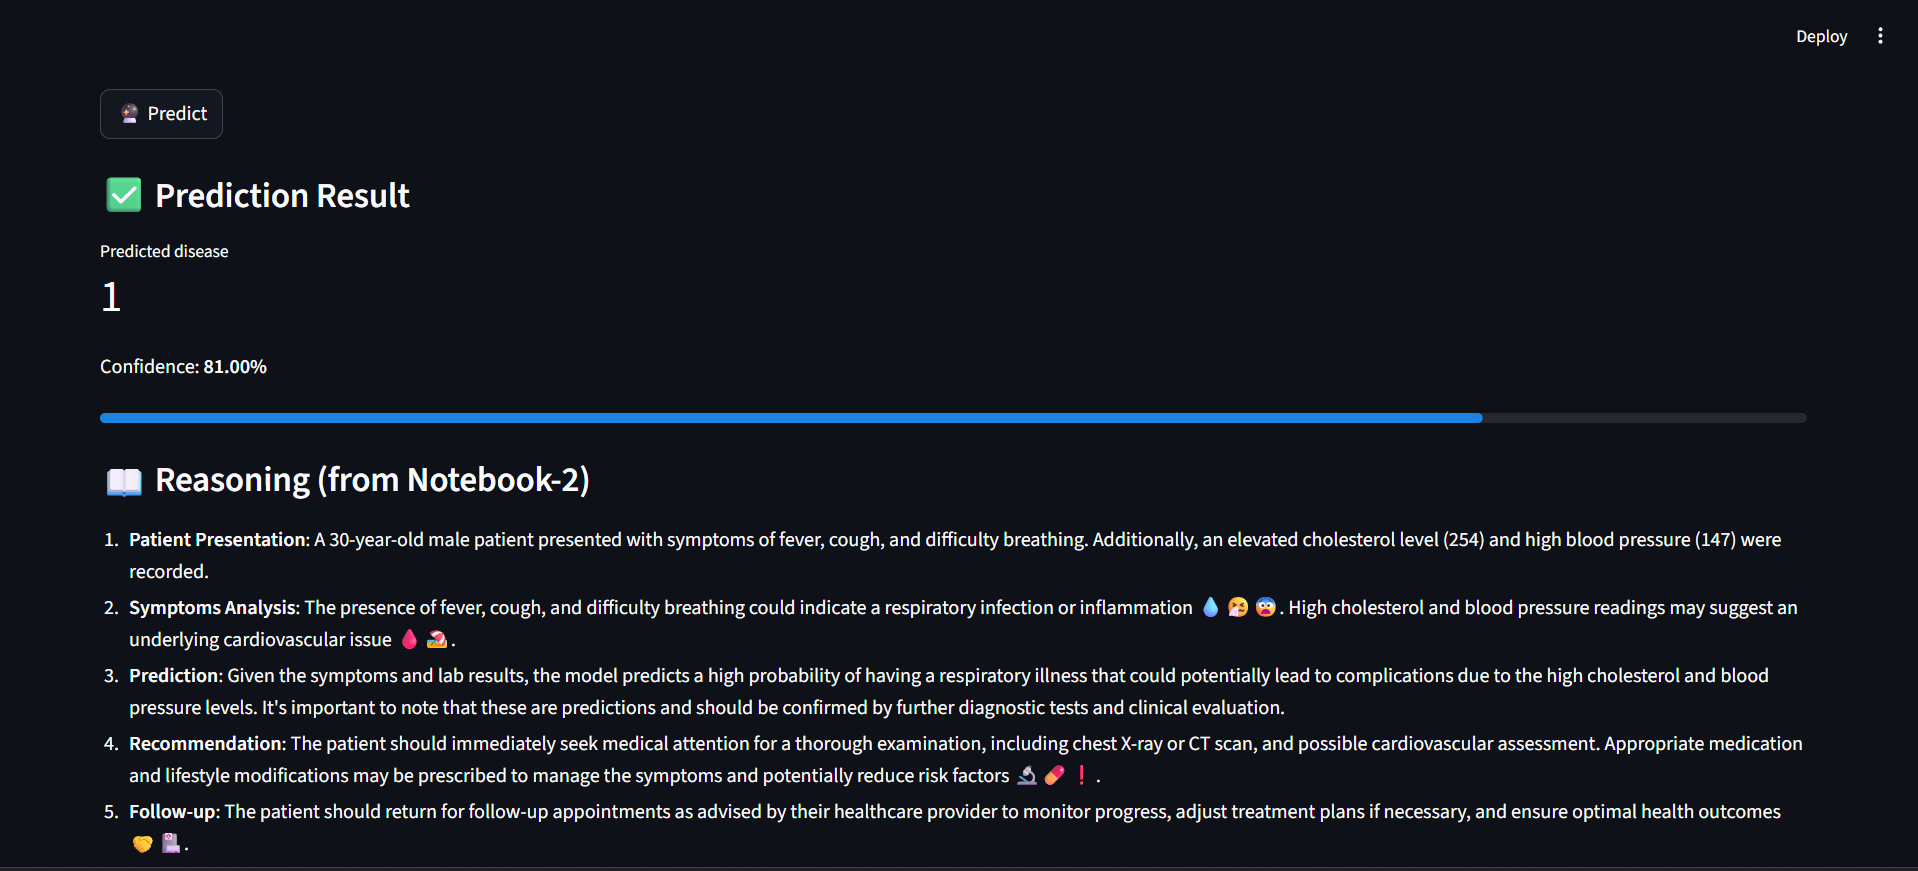 Deploy
🔮 Predict
✅ Prediction Result
Predicted disease
1
Confidence: 81.00%
📖 Reasoning (from Notebook-2)
1. Patient Presentation: A 30-year-old male patient presented with symptoms of fever, cough, and difficulty breathing. Additionally, an elevated cholesterol level (254) and high blood pressure (147) were
recorded.
2. Symptoms Analysis: The presence of fever, cough, and difficulty breathing could indicate a respiratory infection or inflammation 💧 🤧 😨. High cholesterol and blood pressure readings may suggest an
underlying cardiovascular issue 🩸 🏖️.
3. Prediction: Given the symptoms and lab results, the model predicts a high probability of having a respiratory illness that could potentially lead to complications due to the high cholesterol and blood
pressure levels. It's important to note that these are predictions and should be confirmed by further diagnostic tests and clinical evaluation.
4. Recommendation: The patient should immediately seek medical attention for a thorough examination, including chest X-ray or CT scan, and possible cardiovascular assessment. Appropriate medication
and lifestyle modifications may be prescribed to manage the symptoms and potentially reduce risk factors 🔬 💊 ❗.
5. Follow-up: The patient should return for follow-up appointments as advised by their healthcare provider to monitor progress, adjust treatment plans if necessary, and ensure optimal health outcomes
🤝 🏥.